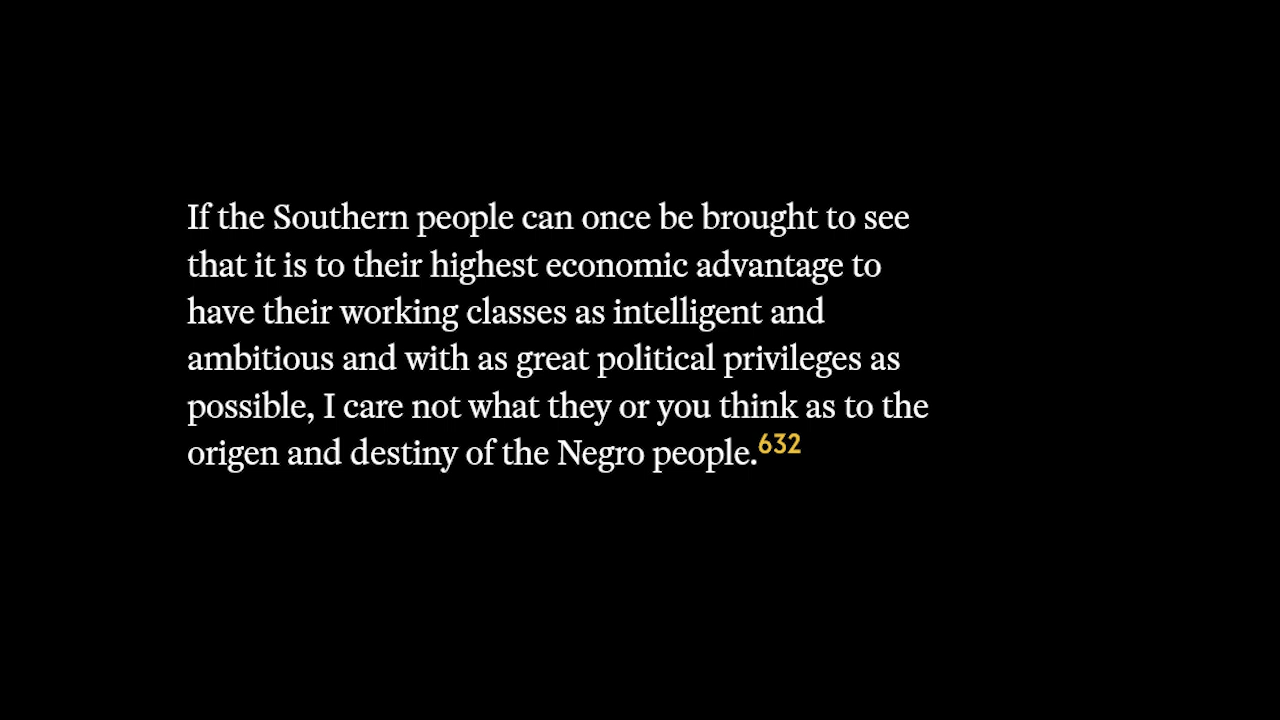 If the Southern people can once be brought to see
that it is to their highest economic advantage to
have their working classes as intelligent and
ambitious and with as great political privileges as
possible, I care not what they or you think as to the
origen and destiny of the Negro people.632